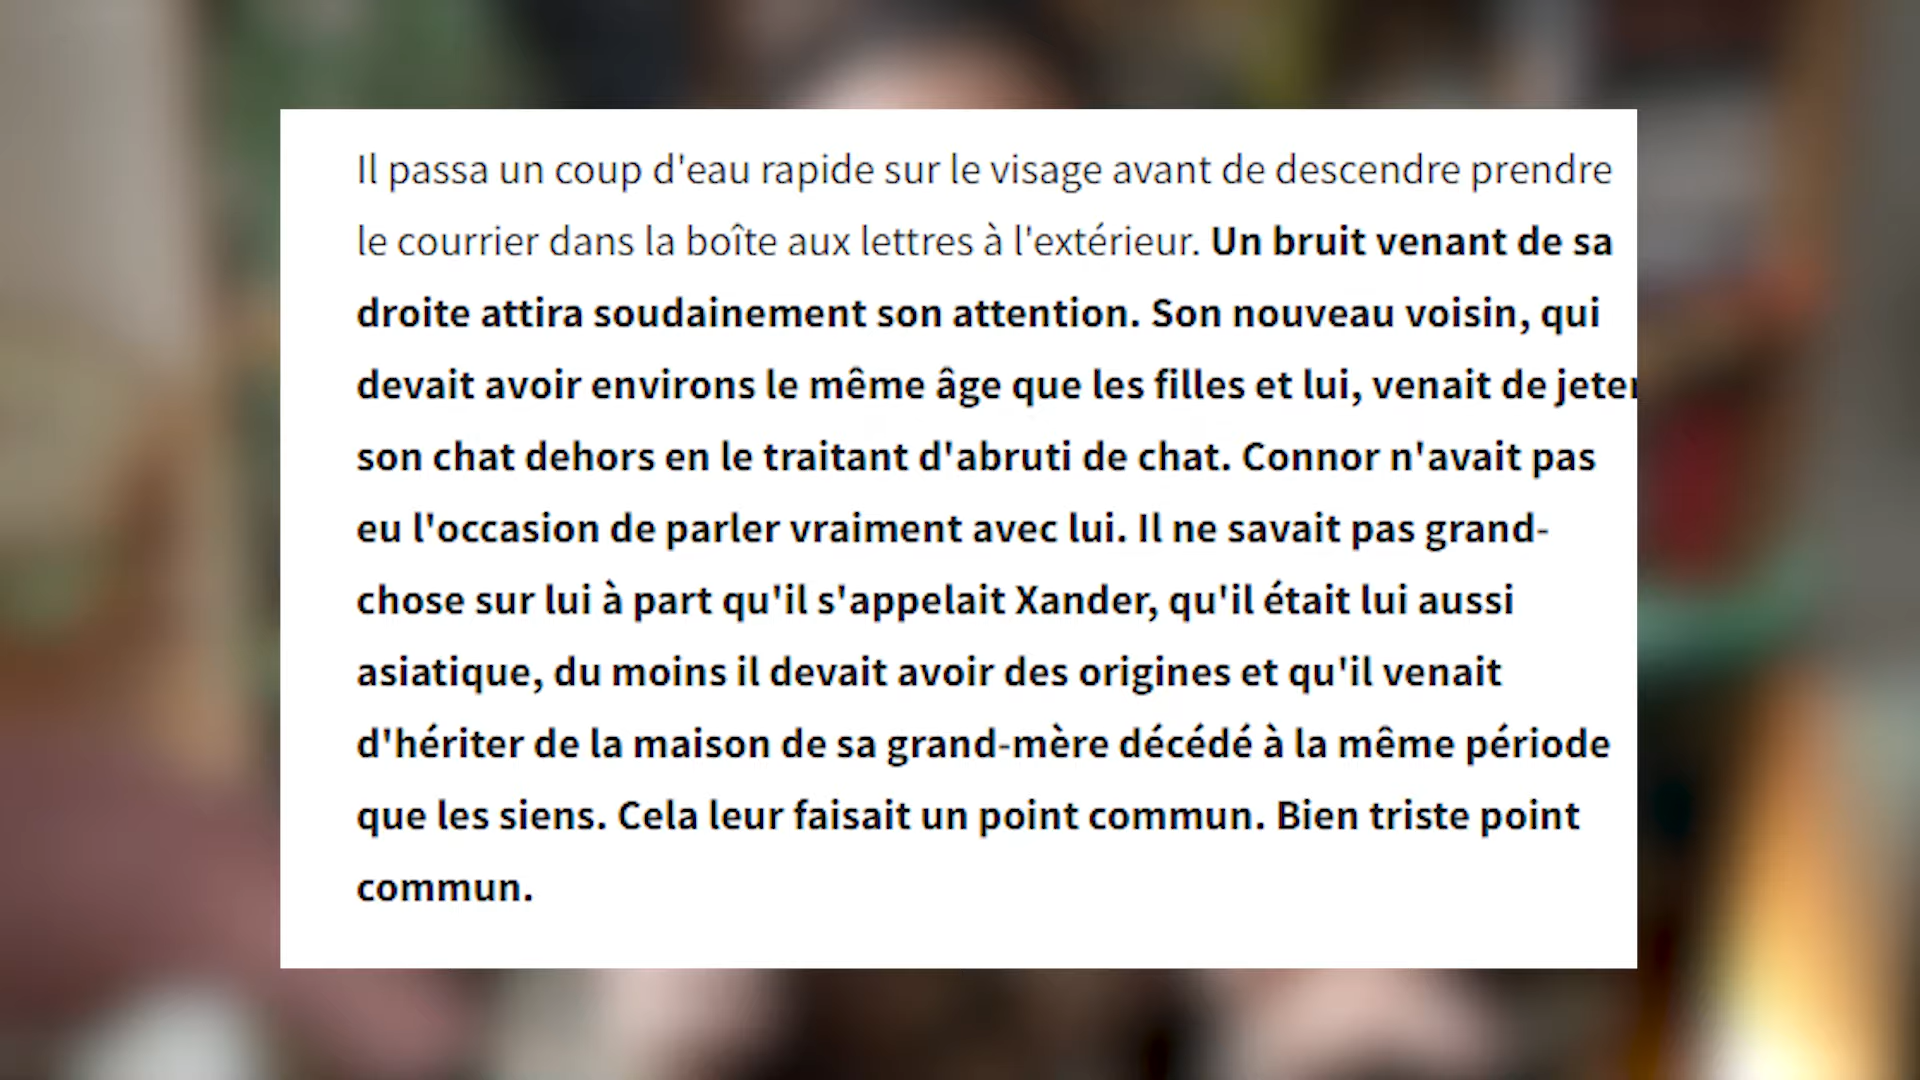 Il passa un coup d'eau rapide sur le visage avant de descendre prendre
le courrier dans la boîte aux lettres à l'extérieur. Un bruit venant de sa
droite attira soudainement son attention. Son nouveau voisin, qui
devait avoir environs le même âge que les filles et lui, venait de jeter
son chat dehors en le traitant d'abruti de chat. Connor n'avait pas
eu l'occasion de parler vraiment avec lui. Il ne savait pas grand-
chose sur lui à part qu'il s'appelait Xander, qu'il était lui aussi
asiatique, du moins il devait avoir des origines et qu'il venait
d'hériter de la maison de sa grand-mère décédé à la même période
que les siens. Cela leur faisait un point commun. Bien triste point
commun.